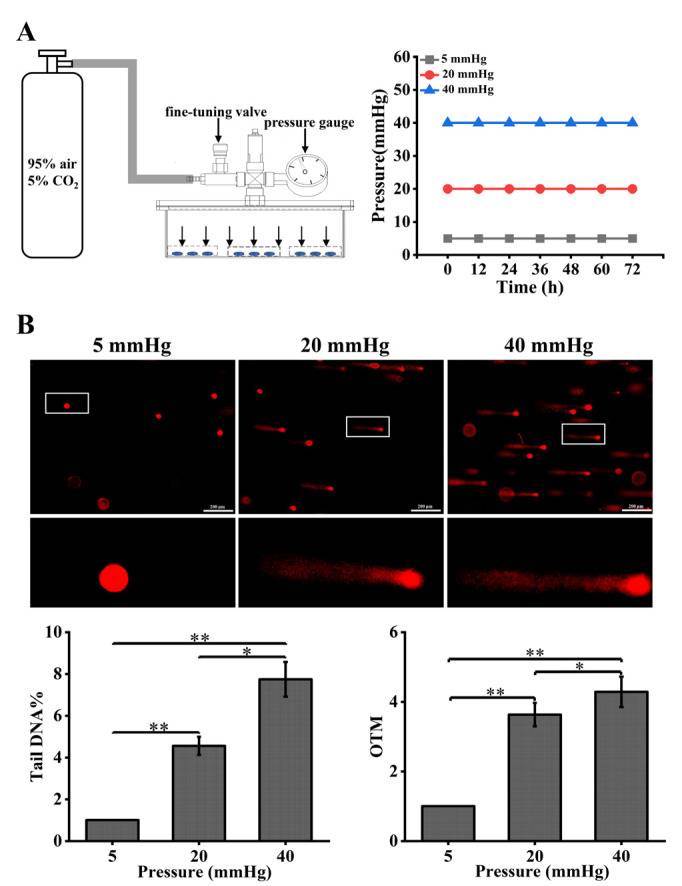 A
fine-tuning valve
pressure gauge
95% air
5% CO2
5 mmHg
20 mmHg
40 mmHg
Pressure(mmHg)
60
50
40
30
20
10
0
0 12 24 36 48 60 72
Time (h)
B
5 mmHg 20 mmHg 40 mmHg
200 μm 200 μm 200 μm
Tail DNA%
10
8
6
4
2
0
**
*
**
5 20 40
Pressure (mmHg)
OTM
6
4
2
0
**
*
**
5 20 40
Pressure (mmHg)